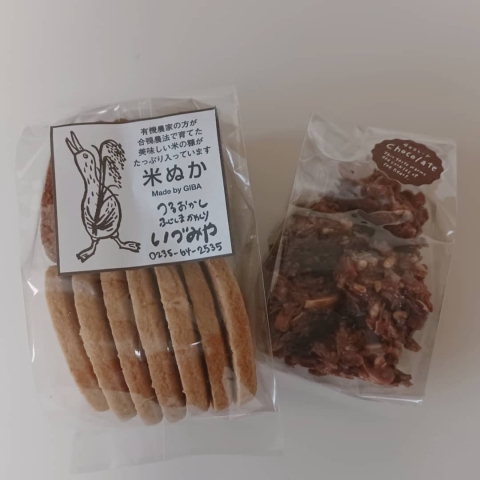 有機農家の方が
合鴨農法で育てた
美味しい米の糠が
たっぷり入っています
米ぬか
Made by GIBA
つるおかし
ふじしまかわしり
いづみや
0235-64-2535
Chocolate